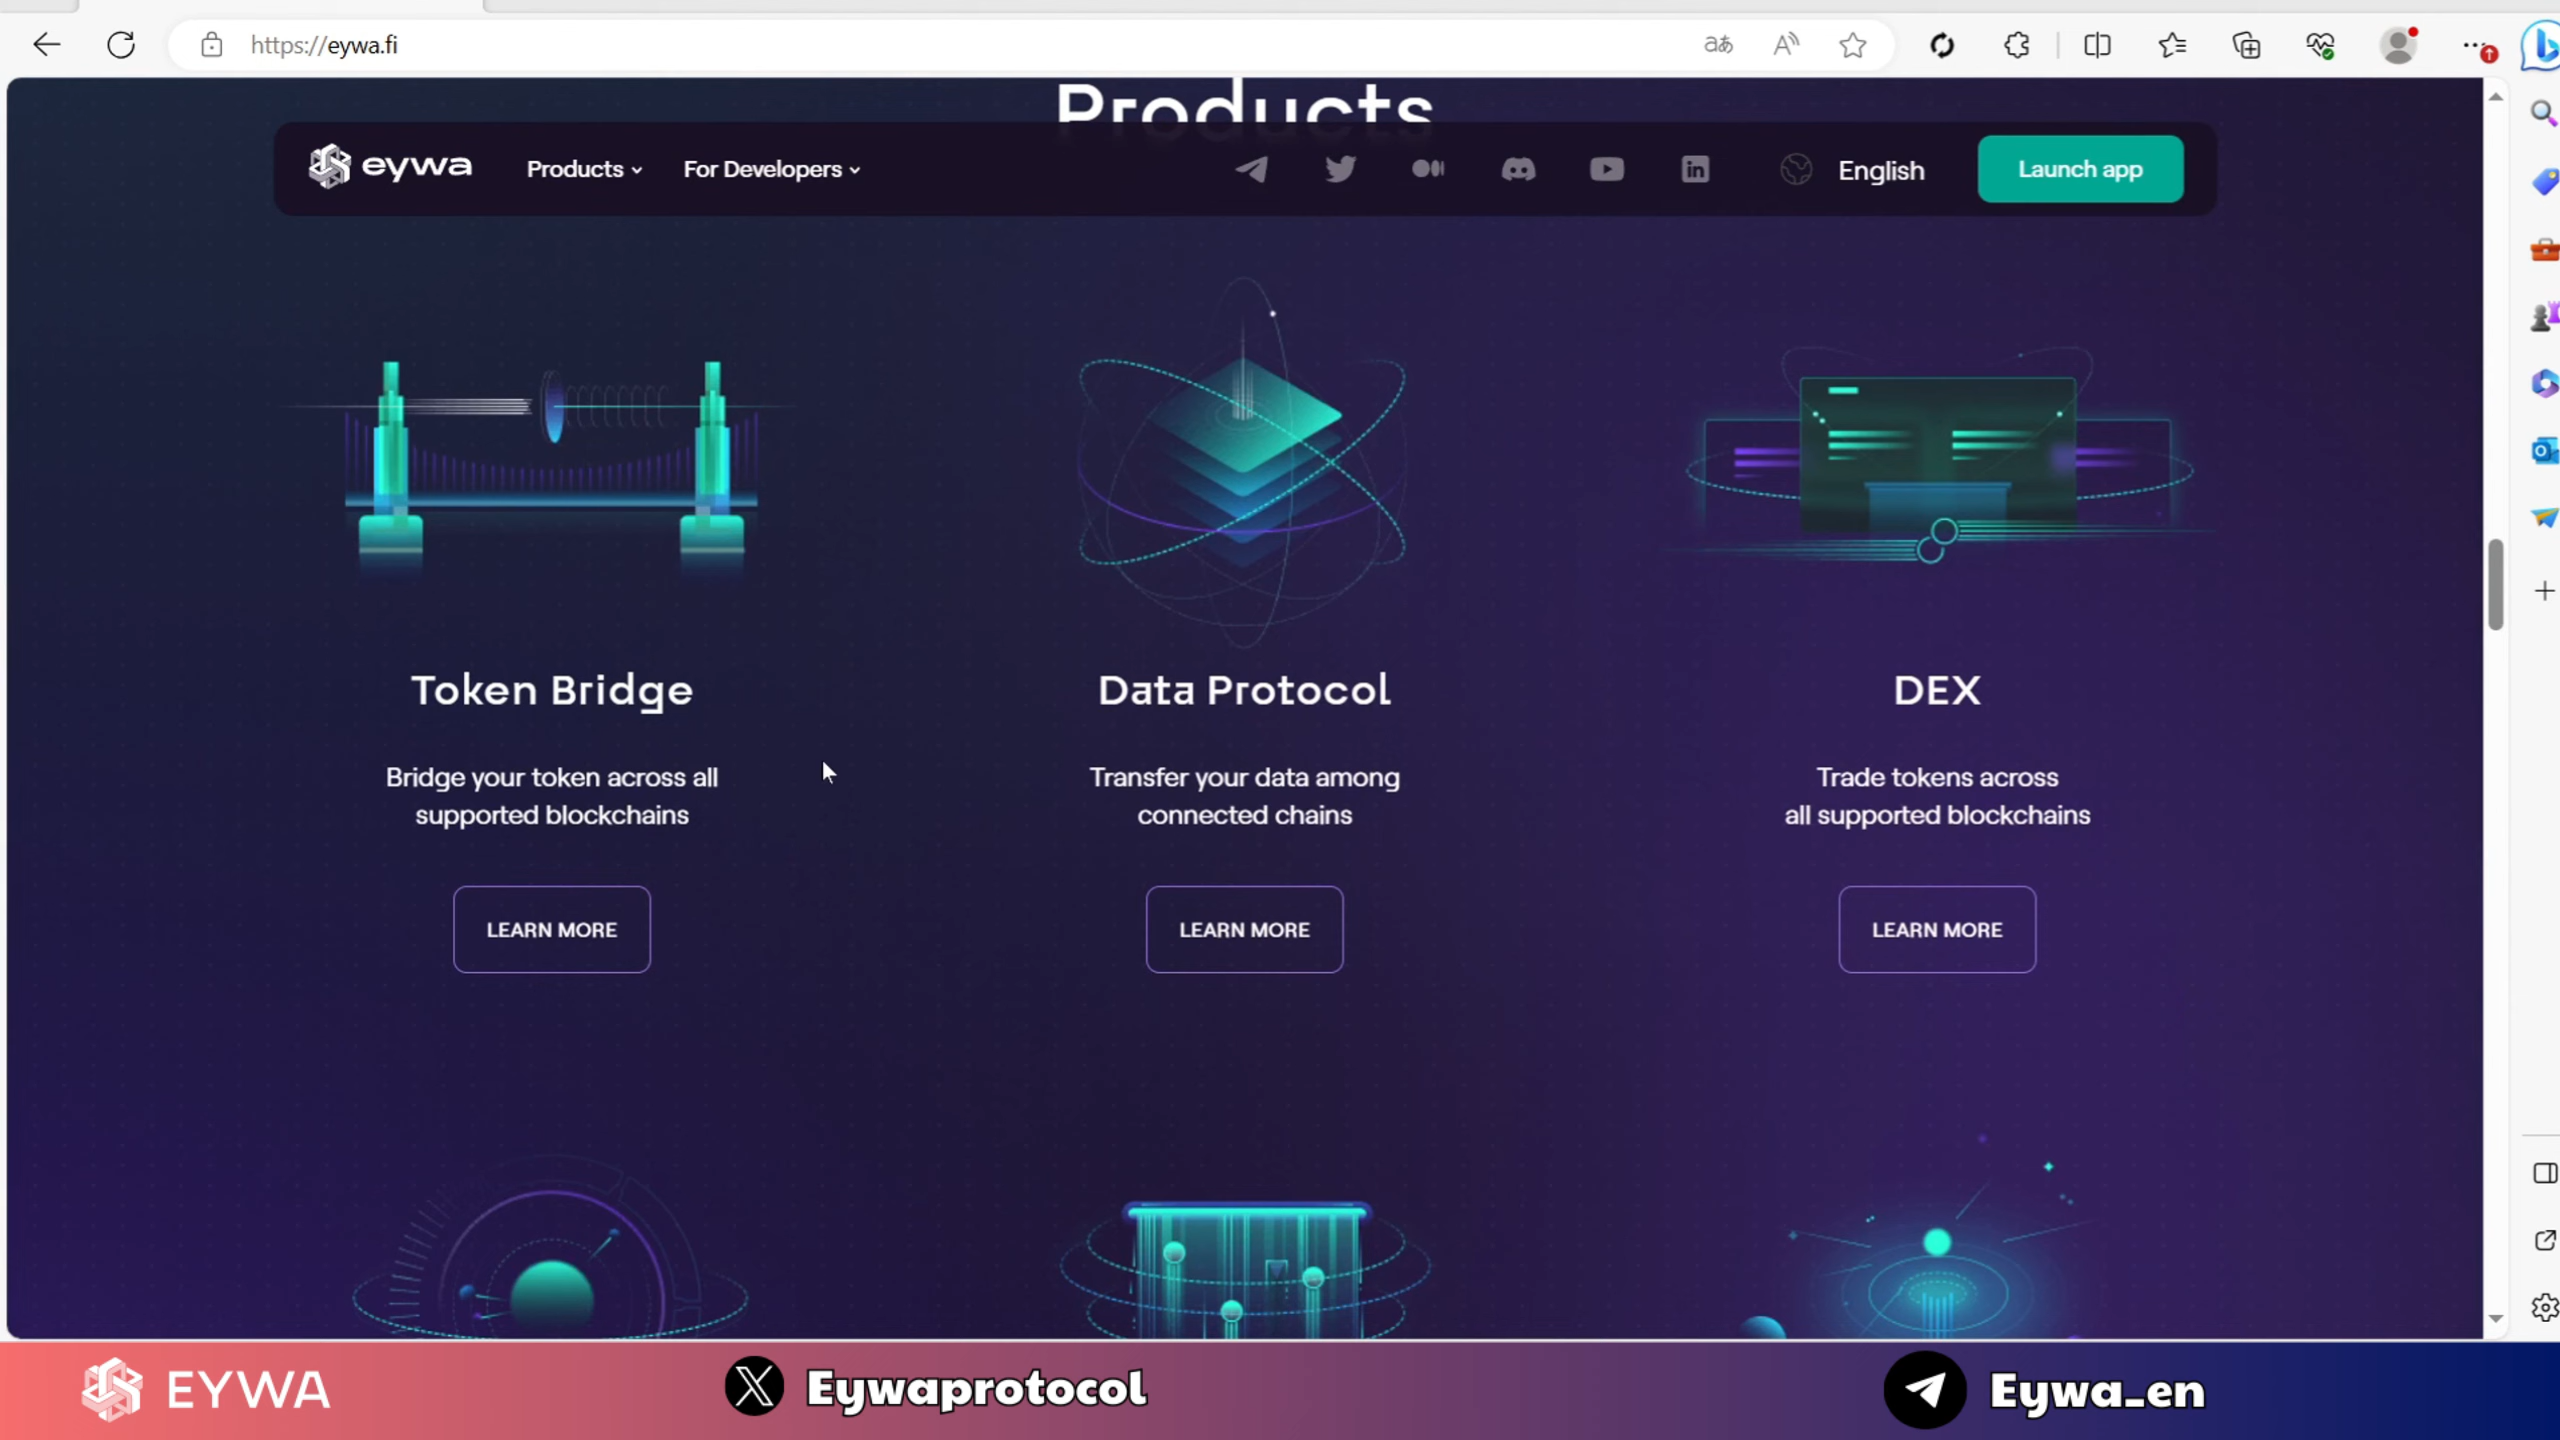 https://eywa.fi
Products
eywa
Products
For Developers
English
Launch app
Token Bridge
Bridge your token across all
supported blockchains
LEARN MORE
Data Protocol
Transfer your data among
connected chains
LEARN MORE
DEX
Trade tokens across
all supported blockchains
LEARN MORE
EYWA
Eywaprotocol
Eywa_en